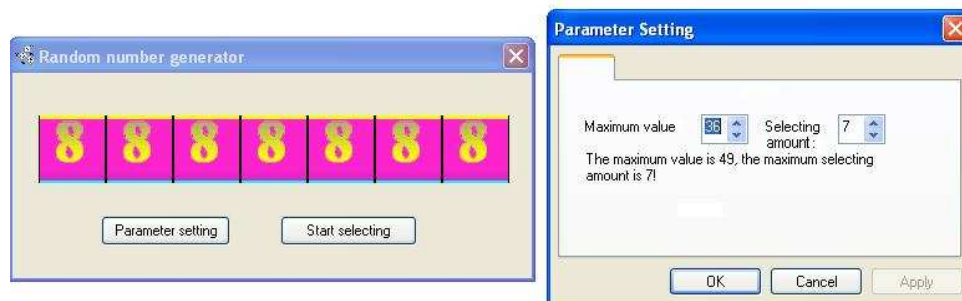 Random number generator
8 8 8 8 8 8 8
Parameter setting
Start selecting
Parameter Setting
Maximum value 36 Selecting amount : 7
The maximum value is 49, the maximum selecting
amount is 7!
OK Cancel Apply